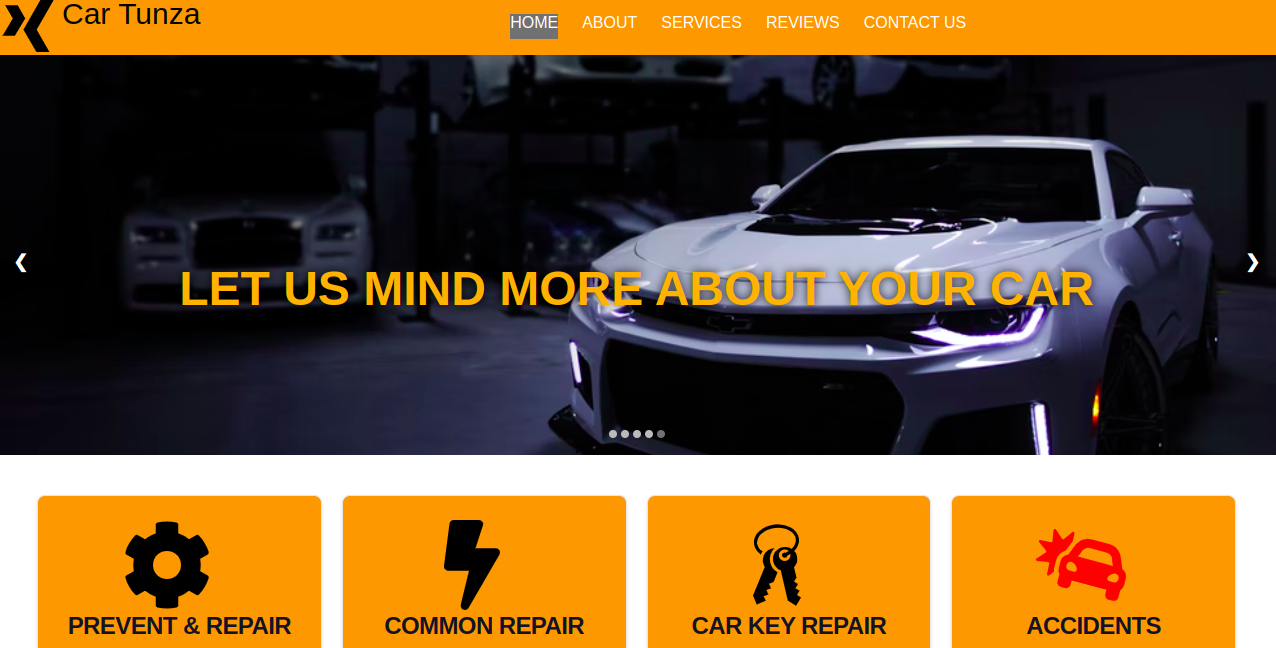 Car Tunza
HOME ABOUT SERVICES REVIEWS CONTACT US
LET US MIND MORE ABOUT YOUR CAR
PREVENT & REPAIR COMMON REPAIR CAR KEY REPAIR ACCIDENTS